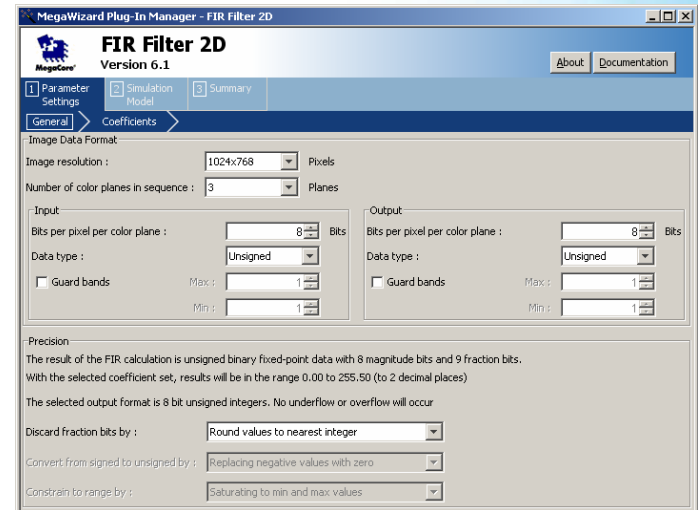 MegaWizard Plug-In Manager - FIR Filter 2D
FIR Filter 2D
Version 6.1
MegaCore'
About
Documentation
1 Parameter Settings
2 Simulation Model
3 Summary
General
Coefficients
Image Data Format
Image resolution : 1024x768 Pixels
Number of color planes in sequence : 3 Planes
Input
Bits per pixel per color plane : 8 Bits
Data type : Unsigned
Guard bands Max : 1
Min : 1
Output
Bits per pixel per color plane : 8 Bits
Data type : Unsigned
Guard bands Max : 1
Min : 1
Precision
The result of the FIR calculation is unsigned binary fixed-point data with 8 magnitude bits and 9 fraction bits.
With the selected coefficient set, results will be in the range 0.00 to 255.50 (to 2 decimal places)
The selected output format is 8 bit unsigned integers. No underflow or overflow will occur
Discard fraction bits by : Round values to nearest integer
Convert from signed to unsigned by : Replacing negative values with zero
Constrain to range by : Saturating to min and max values